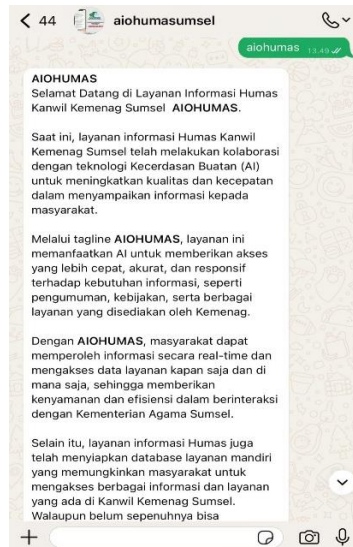 44 aiohumasumsel
aiohumas 13.49
AIOHUMAS
Selamat Datang di Layanan Informasi Humas
Kanwil Kemenag Sumsel AIOHUMAS.
Saat ini, layanan informasi Humas Kanwil
Kemenag Sumsel telah melakukan kolaborasi
dengan teknologi Kecerdasan Buatan (AI)
untuk meningkatkan kualitas dan kecepatan
dalam menyampaikan informasi kepada
masyarakat.
Melalui tagline AIOHUMAS, layanan ini
memanfaatkan AI untuk memberikan akses
yang lebih cepat, akurat, dan responsif
terhadap kebutuhan informasi, seperti
pengumuman, kebijakan, serta berbagai
layanan yang disediakan oleh Kemenag.
Dengan AIOHUMAS, masyarakat dapat
memperoleh informasi secara real-time dan
mengakses data layanan kapan saja dan di
mana saja, sehingga memberikan
kenyamanan dan efisiensi dalam berinteraksi
dengan Kementerian Agama Sumsel.
Selain itu, layanan informasi Humas juga
telah menyiapkan database layanan mandiri
yang memungkinkan masyarakat untuk
mengakses berbagai informasi dan layanan
yang ada di Kanwil Kemenag Sumsel.
Walaupun belum sepenuhnya bisa